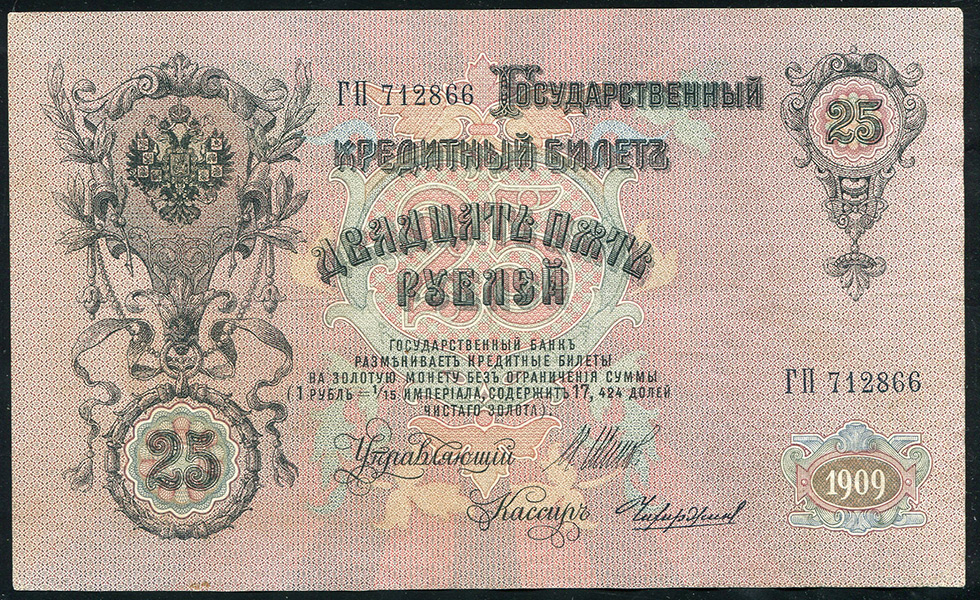 ГП 712866 Государственный
25
Кредитный Билетъ
Двадцать пять
рублей
ГОСУДАРСТВЕННЫЙ БАНКЪ
РАЗМѢНИВАЕТЪ КРЕДИТНЫЕ БИЛЕТЫ
НА ЗОЛОТУЮ МОНЕТУ БЕЗЪ ОГРАНИЧЕНІЯ СУММЫ
(1 РУБЛЬ = 1/15 ИМПЕРІАЛА, СОДЕРЖИТЪ 17, 424 ДОЛЕЙ
ЧИСТАГО ЗОЛОТА).
ГП 712866
25
25
Управляющій
Кассиръ
1909